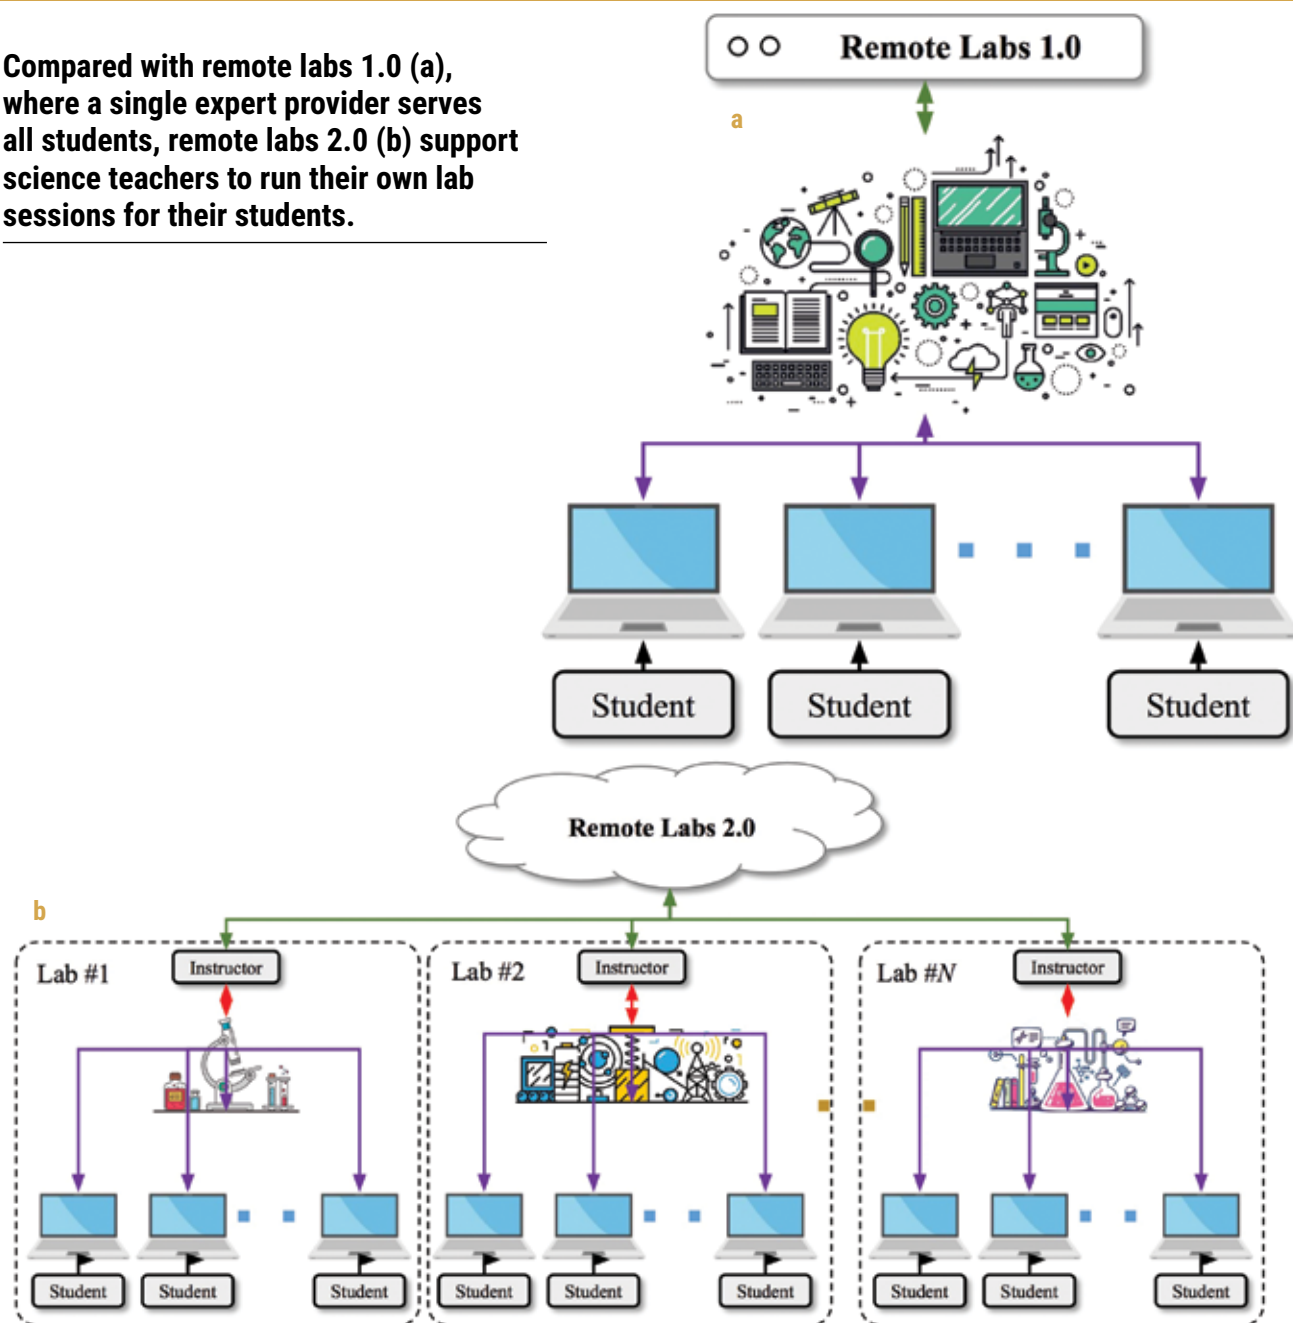 Compared with remote labs 1.0 (a),
where a single expert provider serves
all students, remote labs 2.0 (b) support
science teachers to run their own lab
sessions for their students.
Remote Labs 1.0
a
Student Student Student
Remote Labs 2.0
b
Lab #1 Instructor Lab #2 Instructor Lab #N Instructor
Student Student Student Student Student Student Student Student Student